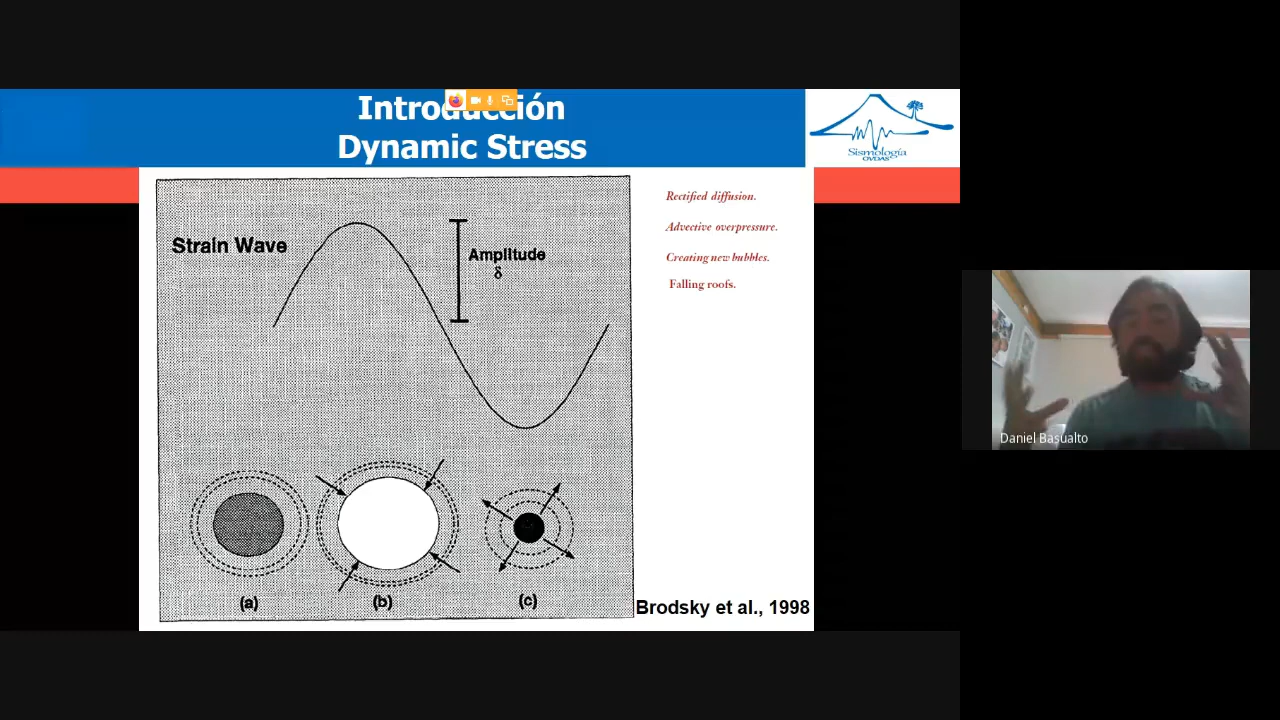 Introducción
Dynamic Stress
Sismología
OVDAS
Strain Wave
Amplitude
δ
Rectified diffusion.
Advective overpressure.
Creating new bubbles.
Falling roofs.
(a)
(b)
(c)
Brodsky et al., 1998
Daniel Basualto